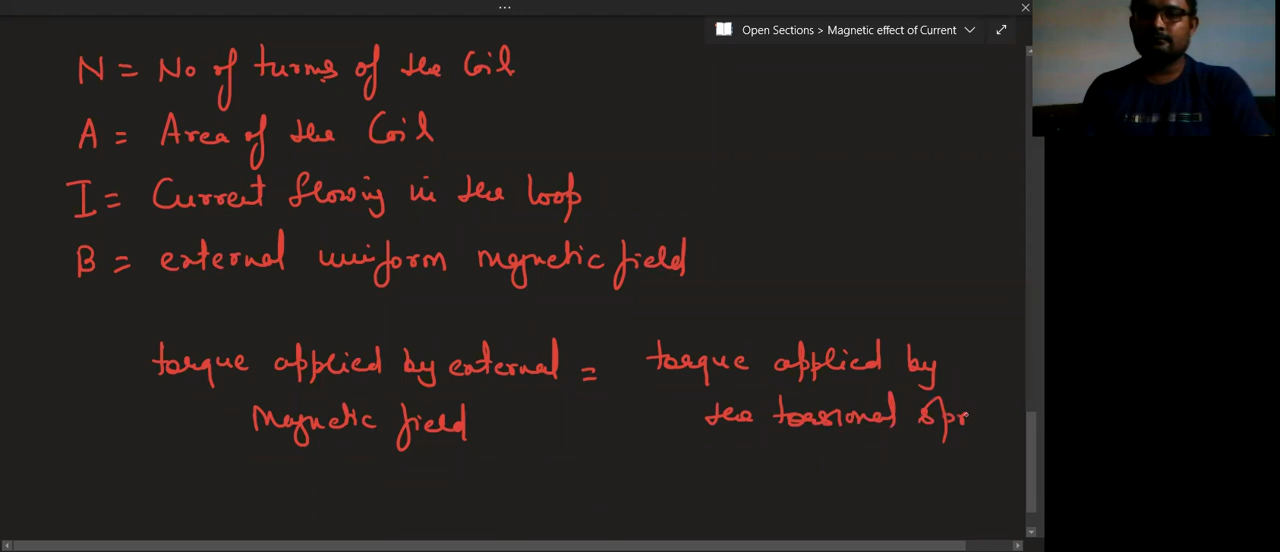 Open Sections > Magnetic effect of Current
N = No of turns of the Coil
A = Area of the Coil
I = Current flowing in the loop
B = external uniform magnetic field
torque applied by external = torque applied by
Magnetic field the torsional Spr